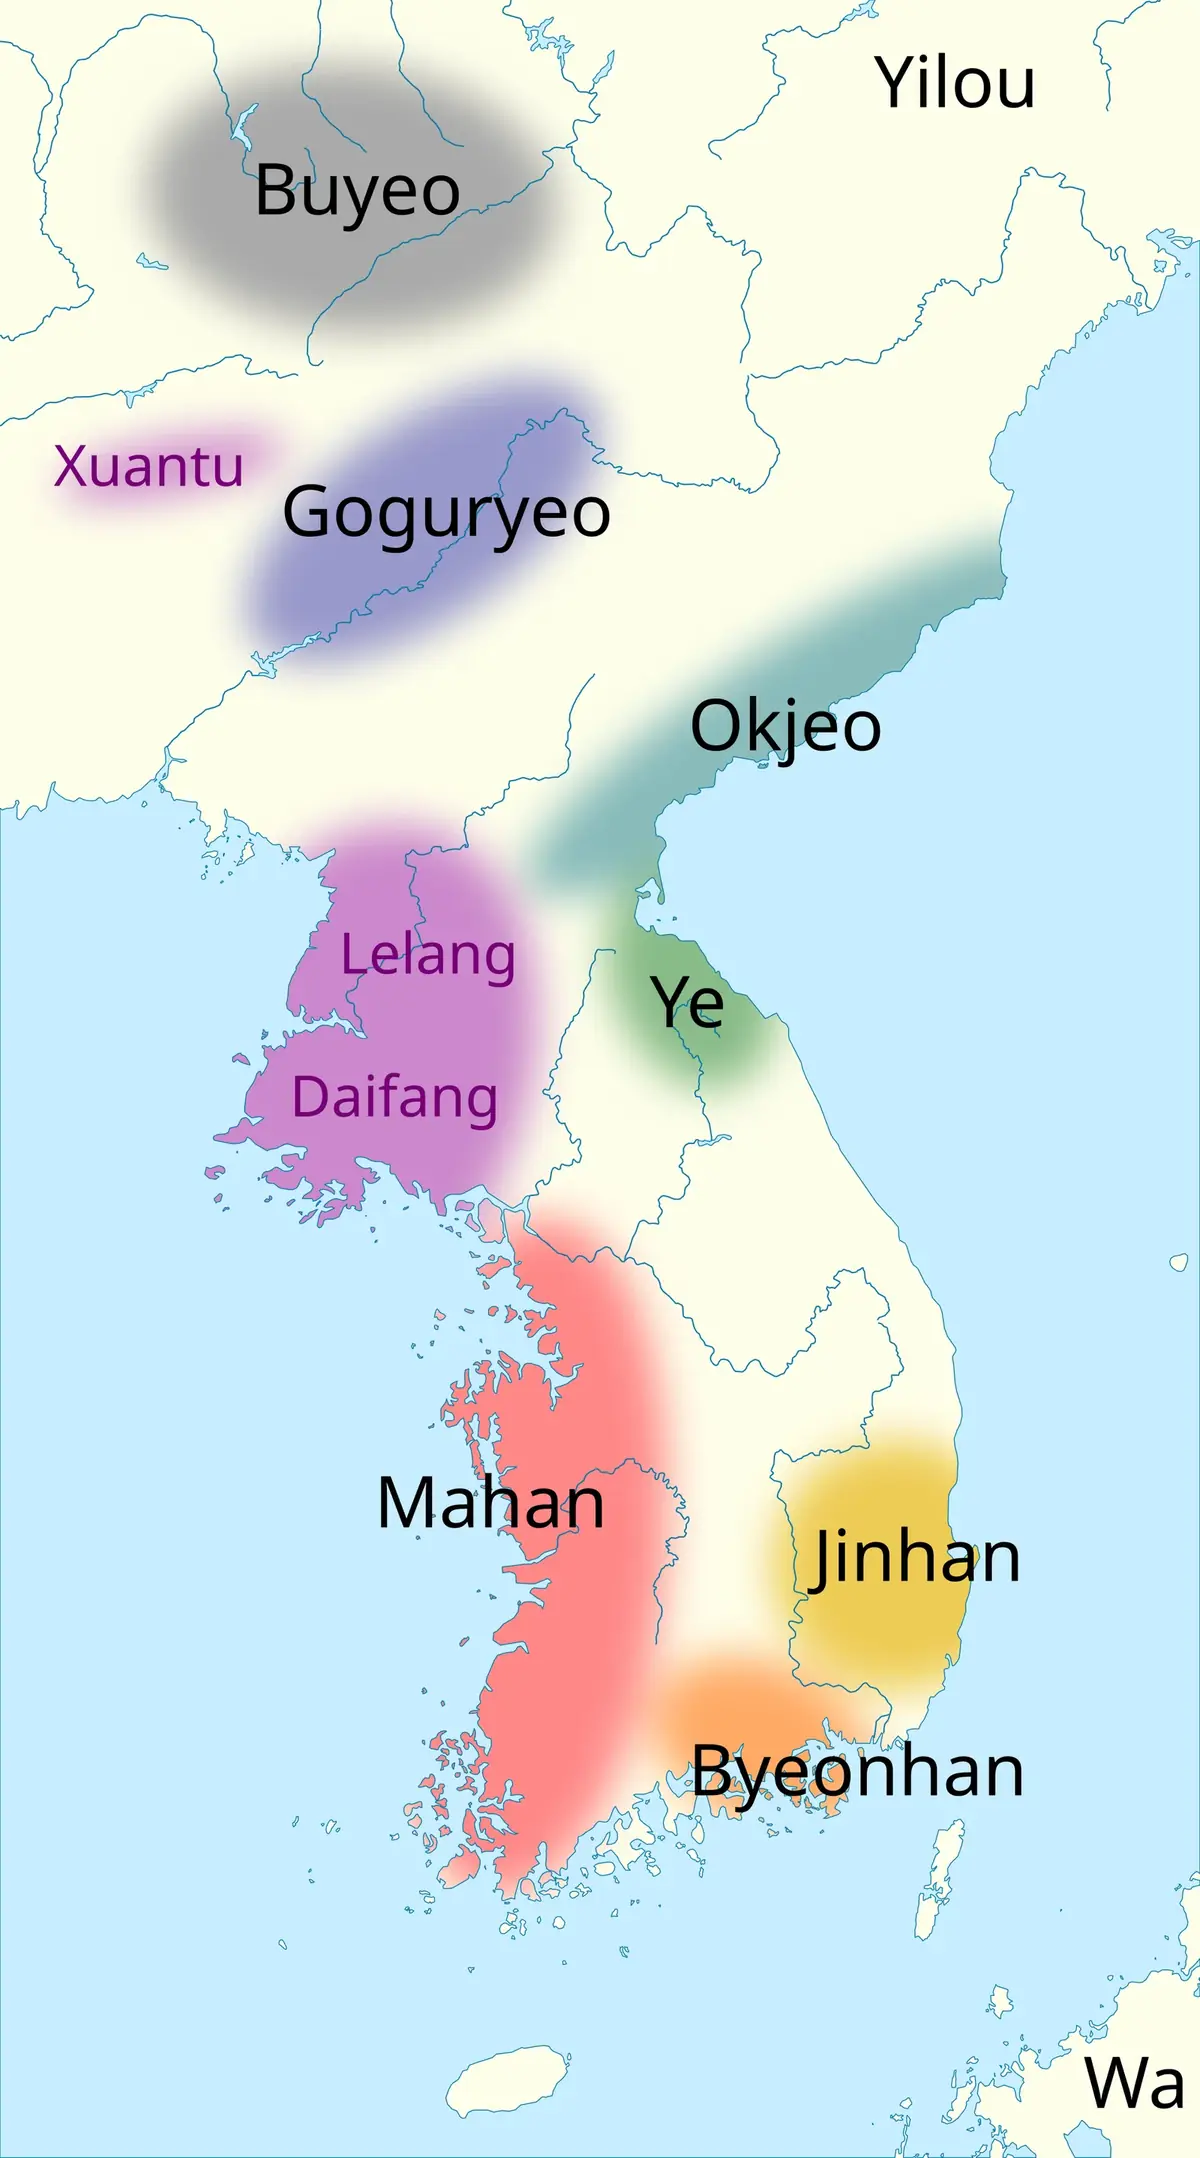 Yilou
Buyeo
Xuantu
Goguryeo
Okjeo
Lelang
Ye
Daifang
Mahan
Jinhan
Byeonhan
Wa